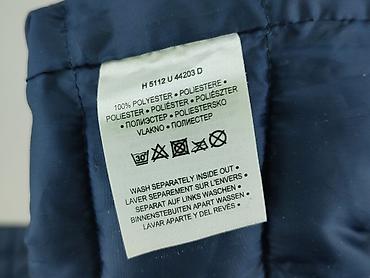 H 5112 U 44203 D
100% POLYESTER • POLIESTERE •
POLIESTER • POLIÉSTER • POLIÉSZTER
• ПОЛИЭСТЕР • POLIESTERSKO
VLAKNO • ПОЛИЕСТЕР
30°
WASH SEPARATELY INSIDE OUT •
LAVER SEPAREMENT SUR L'ENVERS •
SEPARAT AUF LINKS WASCHEN •
BINNENSTEBUITEN APART WASSEN •
LAVAR APARTE Y DEL REVÉS •